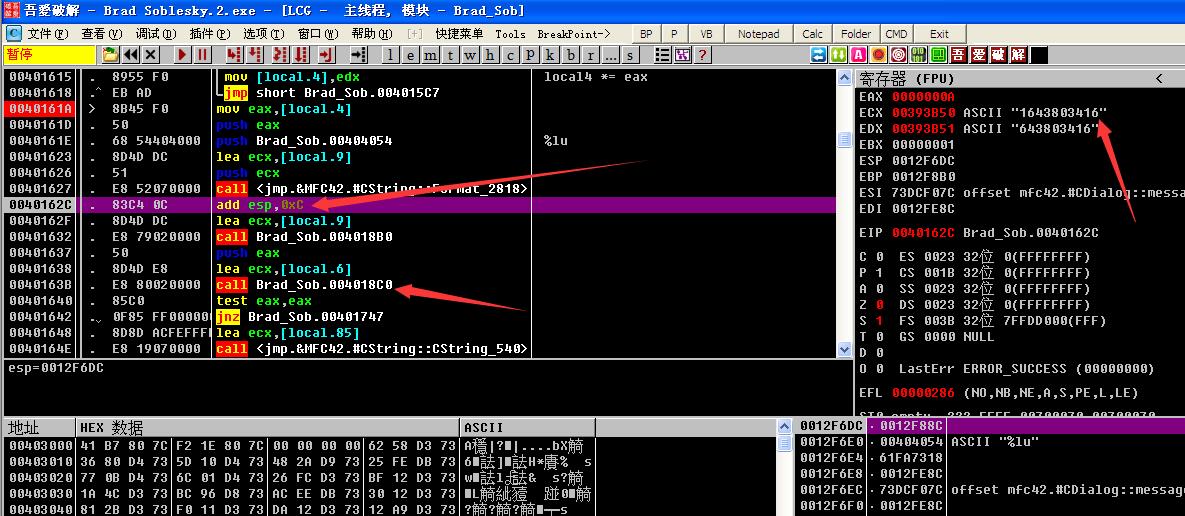 吾愛破解 - Brad Soblesky.2.exe - [LCG - 主线程, 模块 - Brad_Sob]
C 文件(F) 查看(V) 调试(D) 插件(P) 选项(T) 窗口(W) 帮助(H) [+] 快捷菜单 Tools BreakPoint-> BP P VB Notepad Calc Folder CMD Exit
暂停 l e m t w h c p k b r ... s ? 吾 愛 破 解
00401615 . 8955 F0 mov [local.4],edx local4 *= eax
00401618 .^ EB AD jmp short Brad_Sob.004015C7
0040161A > 8B45 F0 mov eax,[local.4]
0040161D . 50 push eax
0040161E . 68 54404000 push Brad_Sob.00404054 %lu
00401623 . 8D4D DC lea ecx,[local.9]
00401626 . 51 push ecx
00401627 . E8 52070000 call <jmp.&MFC42.#CString::Format_2818>
0040162C . 83C4 0C add esp,0xC
0040162F . 8D4D DC lea ecx,[local.9]
00401632 . E8 79020000 call Brad_Sob.004018B0
00401637 . 50 push eax
00401638 . 8D4D E8 lea ecx,[local.6]
0040163B . E8 80020000 call Brad_Sob.004018C0
00401640 . 85C0 test eax,eax
00401642 .v 0F85 FF00000 jnz Brad_Sob.00401747
00401648 . 8D8D ACFEFFFF lea ecx,[local.85]
0040164E . E8 19070000 call <jmp.&MFC42.#CString::CString_540>
esp=0012F6DC
寄存器 (FPU) <
EAX 0000000A
ECX 00393B50 ASCII "1643803416"
EDX 00393B51 ASCII "643803416"
EBX 00000001
ESP 0012F6DC
EBP 0012F8B0
ESI 73DCF07C offset mfc42.#CDialog::message
EDI 0012FE8C
EIP 0040162C Brad_Sob.0040162C
C 0 ES 0023 32位 0(FFFFFFFF)
P 1 CS 001B 32位 0(FFFFFFFF)
A 0 SS 0023 32位 0(FFFFFFFF)
Z 0 DS 0023 32位 0(FFFFFFFF)
S 1 FS 003B 32位 7FFDD000(FFF)
T 0 GS 0000 NULL
D 0
O 0 LastErr ERROR_SUCCESS (00000000)
EFL 00000286 (NO,NB,NE,A,S,PE,L,LE)
地址 HEX 数据 ASCII
00403000 41 B7 80 7C F2 1E 80 7C 00 00 00 00 62 58 D3 73
00403010 36 80 D4 73 5D 10 D4 73 48 2A D9 73 25 FE DB 73
00403020 77 0B D4 73 6C 01 D4 73 26 FC D3 73 BF 12 D3 73
00403030 1A 4C D3 73 BC 96 D8 73 AC EE DB 73 30 12 D3 73
00403040 81 2B D3 73 F0 11 D3 73 DA 12 D3 73 12 A9 D3 73
0012F6DC 0012F88C
0012F6E0 00404054 ASCII "%lu"
0012F6E4 61FA7318
0012F6E8 0012FE8C
0012F6EC 73DCF07C offset mfc42.#CDialog::message
0012F6F0 0012FE8C